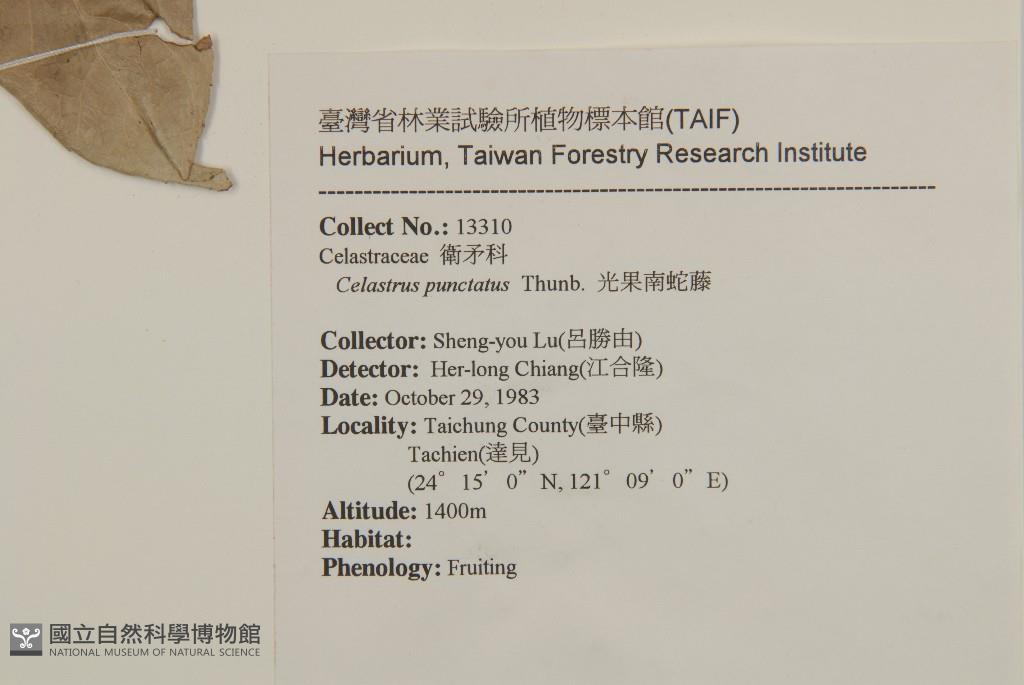 臺灣省林業試驗所植物標本館(TAIF)
Herbarium, Taiwan Forestry Research Institute
--------------------------------------------------------------------
Collect No.: 13310
Celastraceae 衛矛科
Celastrus punctatus Thunb. 光果南蛇藤
Collector: Sheng-you Lu(呂勝由)
Detector: Her-long Chiang(江合隆)
Date: October 29, 1983
Locality: Taichung County(臺中縣)
Tachien(達見)
(24° 15' 0" N, 121° 09' 0" E)
Altitude: 1400m
Habitat:
Phenology: Fruiting
國立自然科學博物館
NATIONAL MUSEUM OF NATURAL SCIENCE